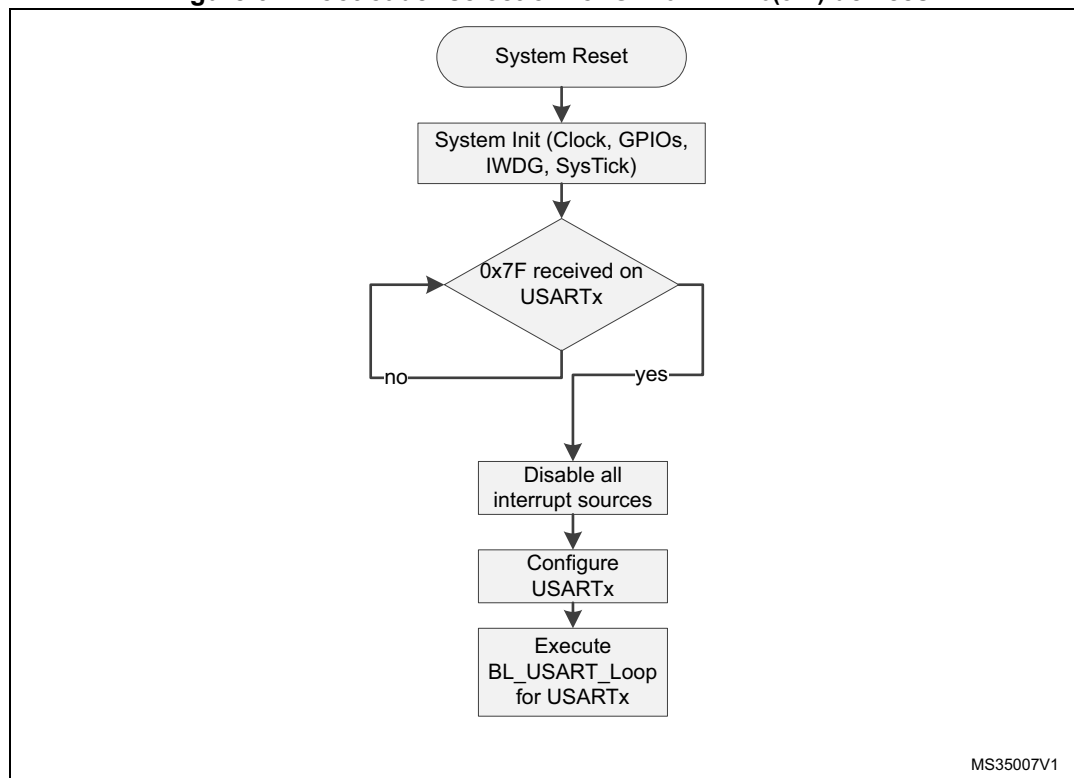 System Reset
System Init (Clock, GPIOs,
IWDG, SysTick)
0x7F received on
USARTx
no
yes
Disable all
interrupt sources
Configure
USARTx
Execute
BL_USART_Loop
for USARTx
MS35007V1